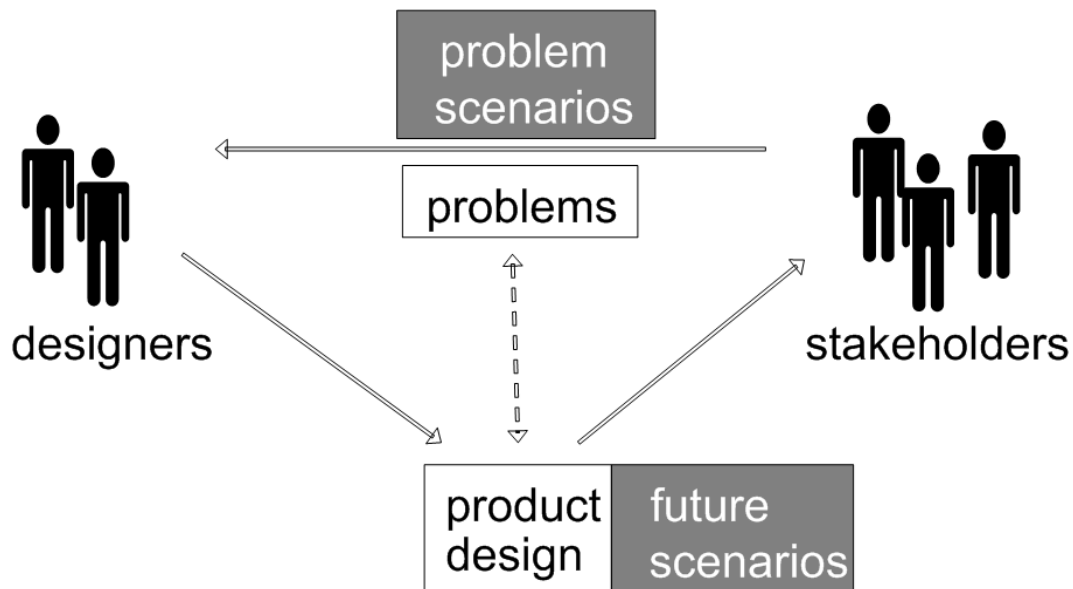 problem
scenarios
problems
designers
stakeholders
product
design
future
scenarios